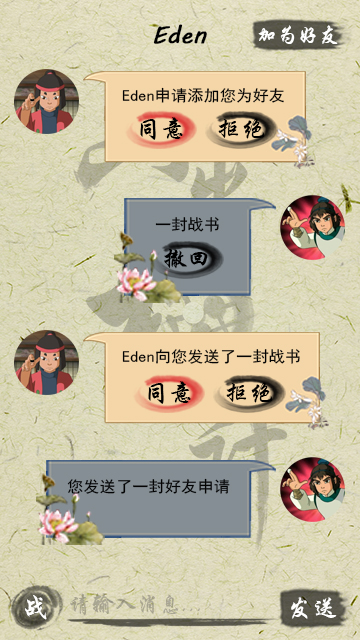 Eden
加为好友
Eden申请添加您为好友
同意 拒绝
一封战书
撤回
Eden向您发送了一封战书
同意 拒绝
您发送了一封好友申请
战 请输入消息... 发送